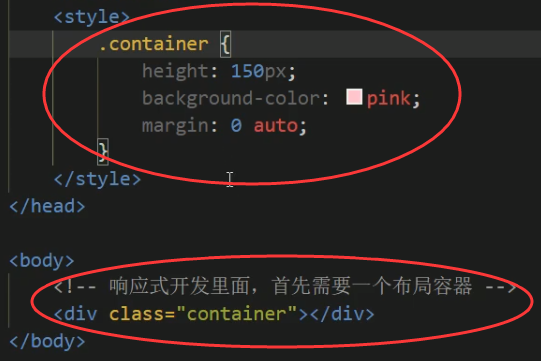 <style>
.container {
height: 150px;
background-color: pink;
margin: 0 auto;
}
</style>
</head>
<body>
<!-- 响应式开发里面，首先需要一个布局容器 -->
<div class="container"></div>
</body>